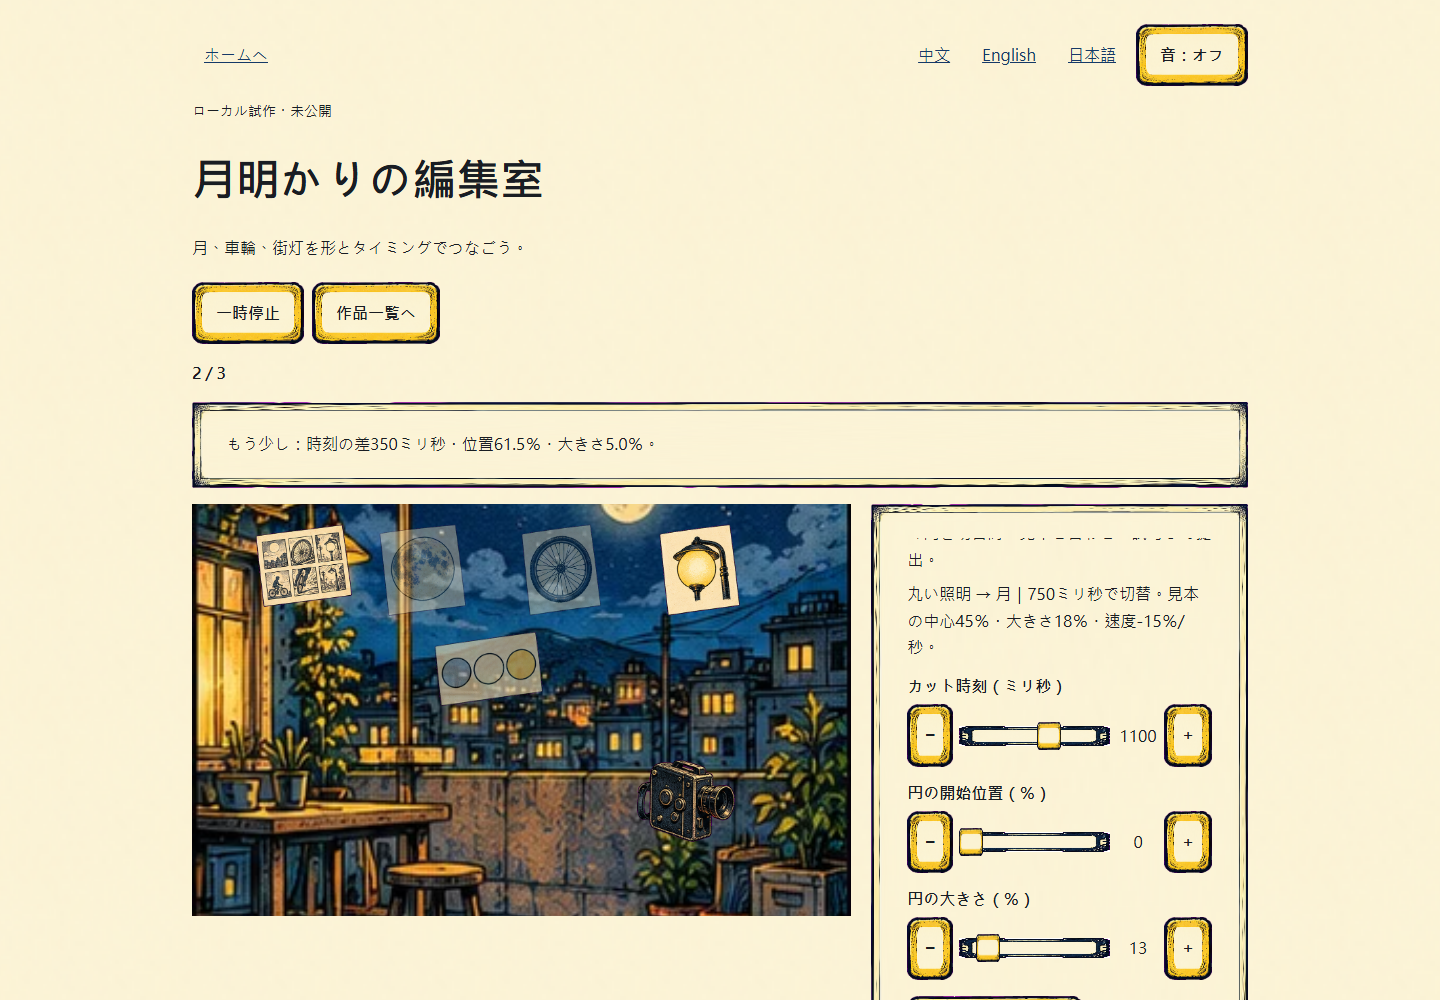 ホームへ
中文 English 日本語 音：オフ
ローカル試作・未公開
月明かりの編集室
月、車輪、街灯を形とタイミングでつなごう。
一時停止 作品一覧へ
2 / 3
もう少し：時刻の差350ミリ秒・位置61.5%・大きさ5.0%。
出。
丸い照明 → 月 | 750ミリ秒で切替。見本
の中心45%・大きさ18%・速度-15%/
秒。
カット時刻（ミリ秒）
− 1100 +
円の開始位置（%）
− 0 +
円の大きさ（%）
− 13 +